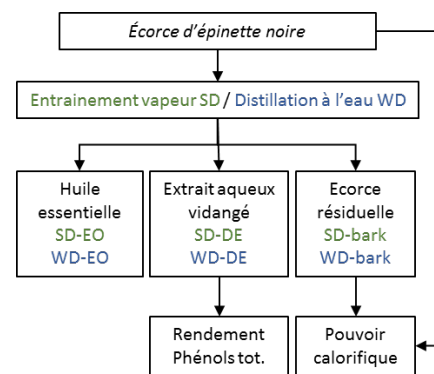 Écorce d'épinette noire
Entrainement vapeur SD / Distillation à l'eau WD
Huile
essentielle
SD-EO
WD-EO
Extrait aqueux
vidangé
SD-DE
WD-DE
Ecorce
résiduelle
SD-bark
WD-bark
Rendement
Phénols tot.
Pouvoir
calorifique